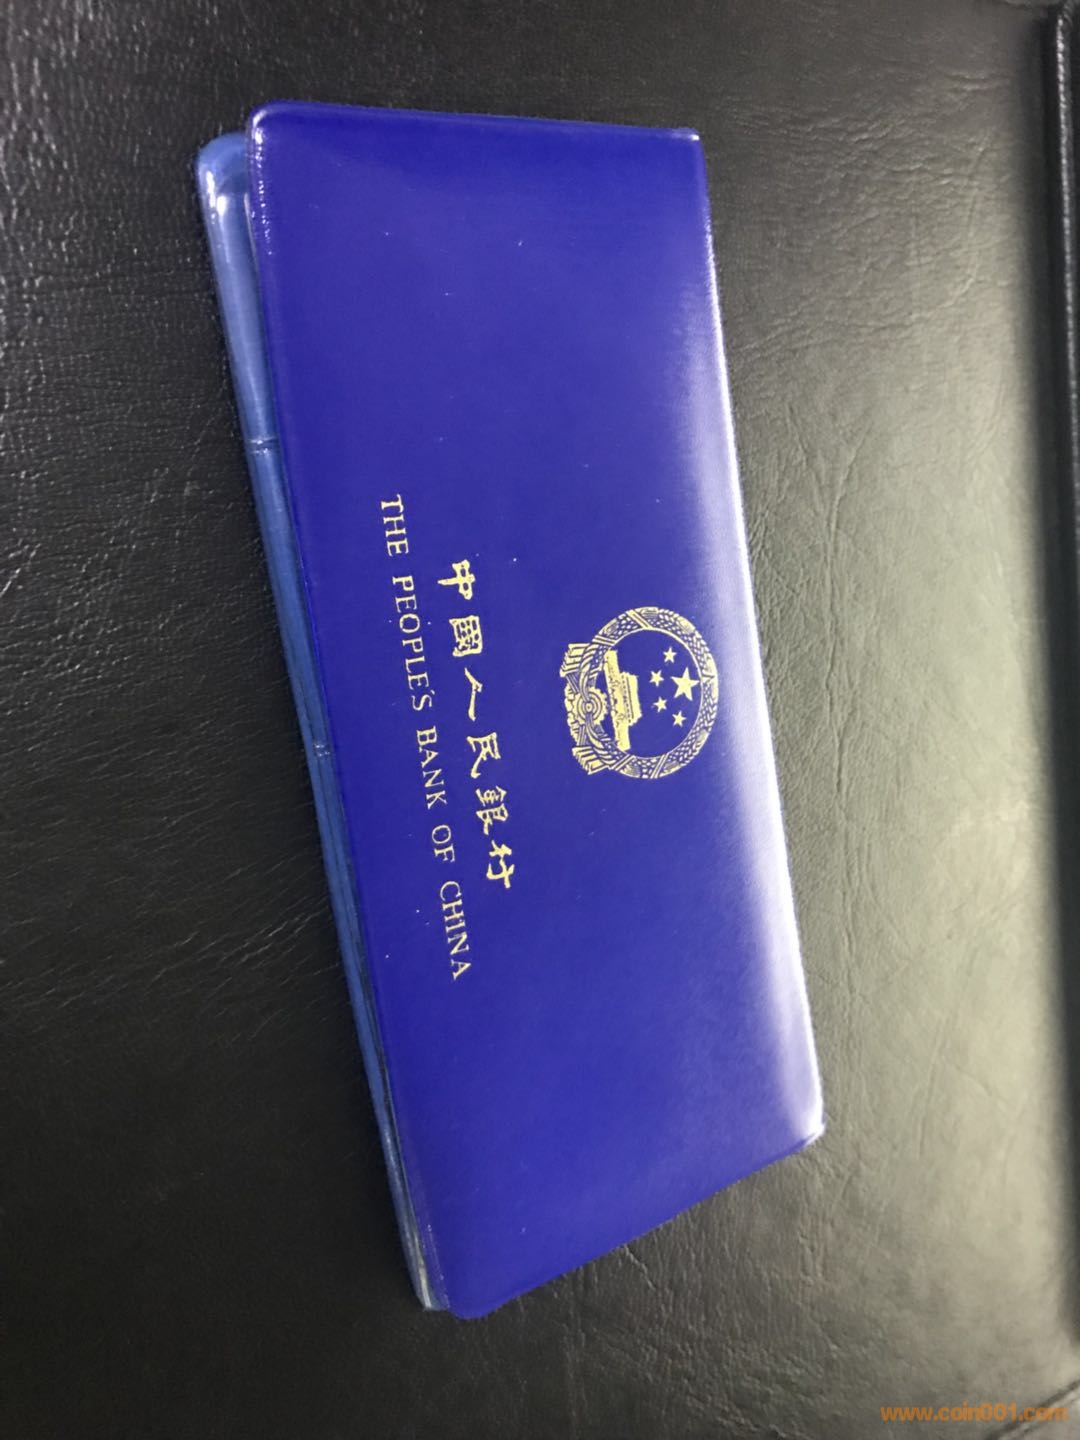 中國人民銀行
THE PEOPLE'S BANK OF CHINA
www.coin001.com